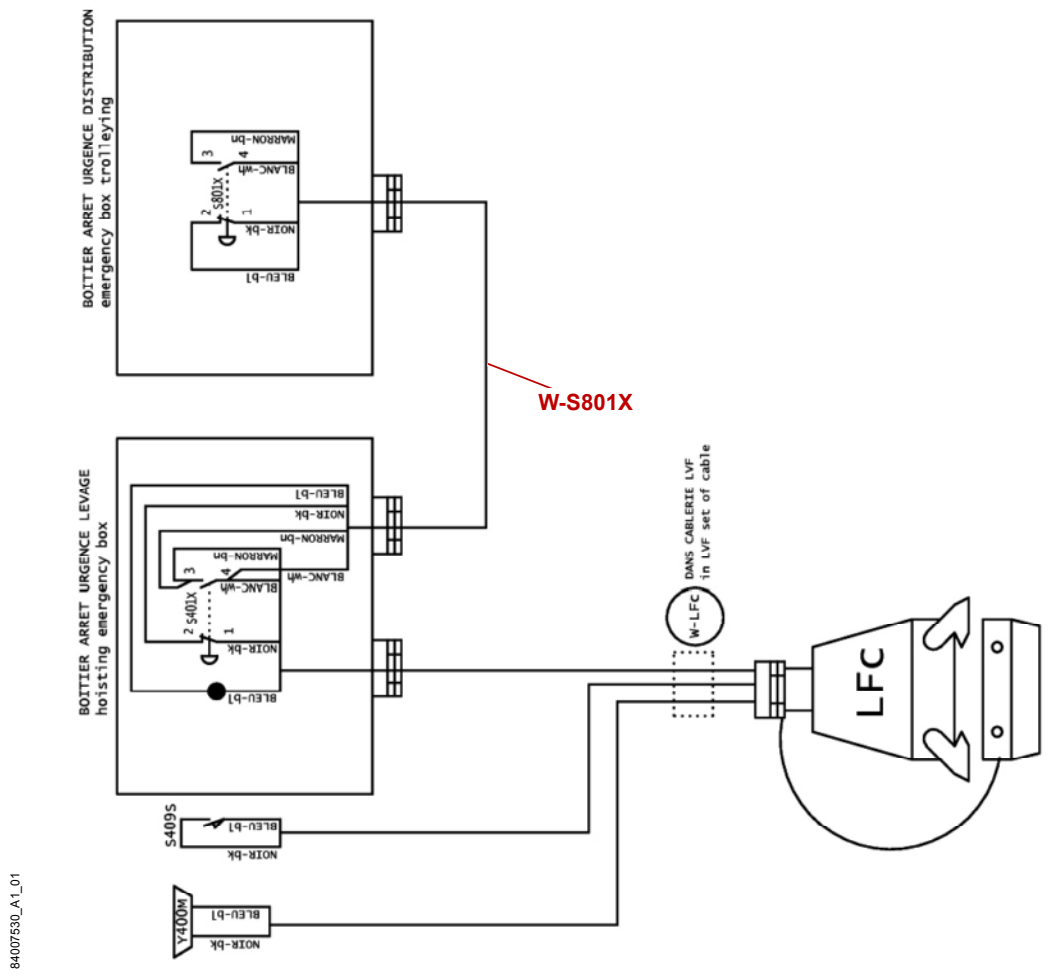 BOITIER ARRET URGENCE DISTRIBUTION
emergency box trolleying
MARRON-bn
3
4
BLANC-wh
S801X
2
1
NOIR-bk
BLEU-bl
W-S801X
BOITIER ARRET URGENCE LEVAGE
hoisting emergency box
BLEU-bl
NOIR-bk
MARRON-bn
MARRON-bn
3
4
BLANC-wh
BLANC-wh
S401X
2
1
NOIR-bk
BLEU-bl
W-LFC
DANS CABLERIE LVF
in LVF set of cable
LFC
S409S
BLEU-bl
NOIR-bk
Y400M
BLEU-bl
NOIR-bk
84007530_A1_01